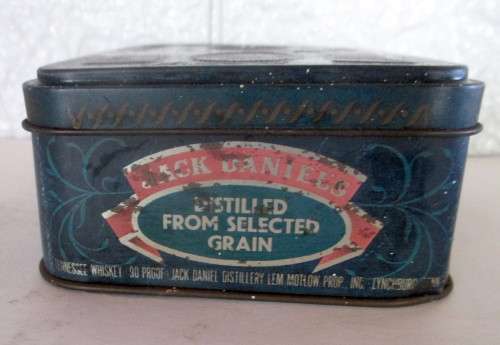 JACK DANIEL'S
DISTILLED
FROM SELECTED
GRAIN
WHISKEY · 90 PROOF · JACK DANIEL DISTILLERY LEM MOTLOW PROP. INC. LYNCHBURG